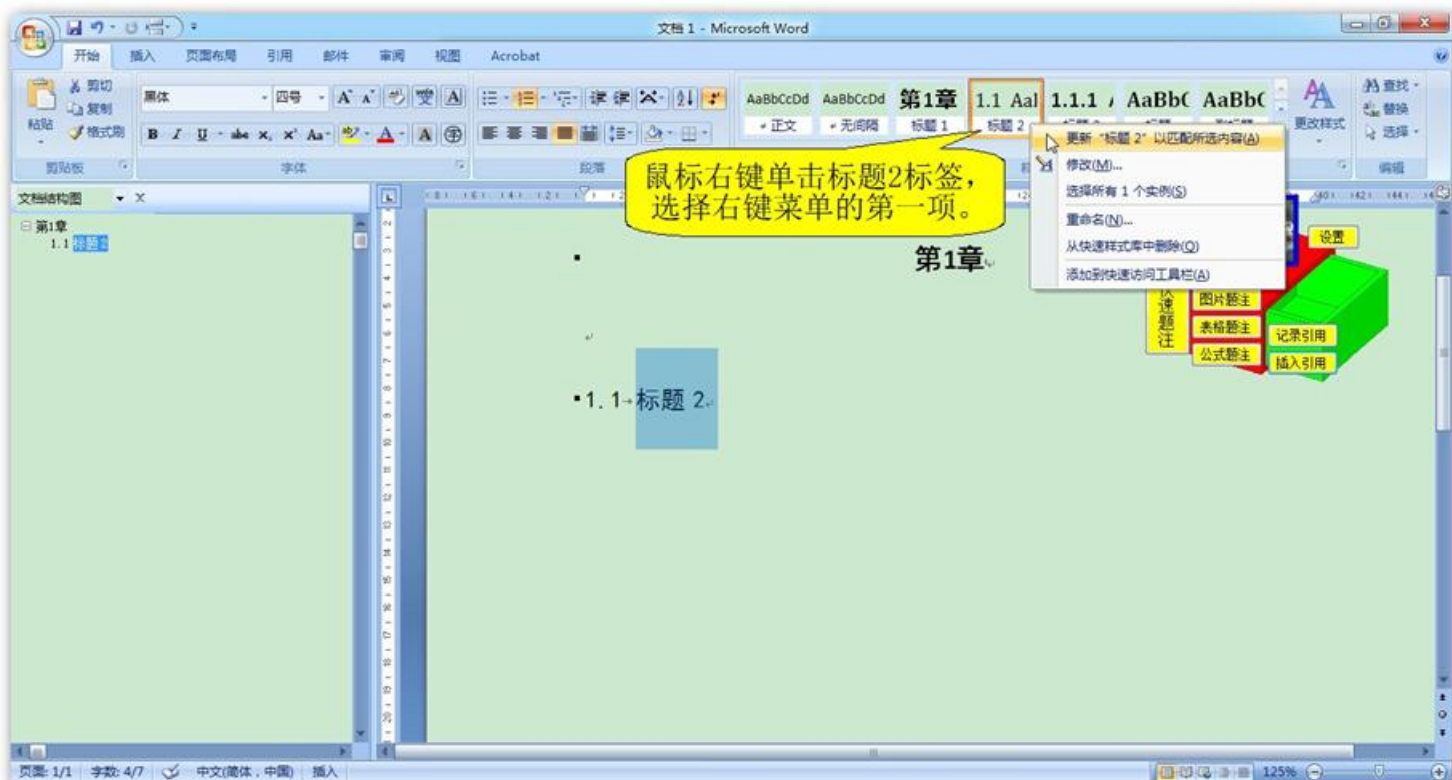 文档 1 - Microsoft Word
开始 插入 页面布局 引用 邮件 审阅 视图 Acrobat
剪切
复制
格式刷
粘贴
剪贴板
黑体 四号
字体
段落
AaBbCcDd AaBbCcDd 第1章 1.1 Aal 1.1.1 AaBb( AaBb(
正文 无间隔 标题 1 标题 2
更改样式
查找
替换
选择
编辑
更新 "标题 2" 以匹配所选内容(A)
修改(M)...
选择所有 1 个实例(S)
重命名(N)...
从快速样式库中删除(Q)
添加到快速访问工具栏(A)
鼠标右键单击标题2标签，
选择右键菜单的第一项。
文档结构图
第1章
1.1 标题 2
第1章
1.1 标题 2
设置
速题注
图片题注
表格题注
公式题注
记录引用
插入引用
页面: 1/1 字数: 4/7 中文(简体，中国) 插入 125%